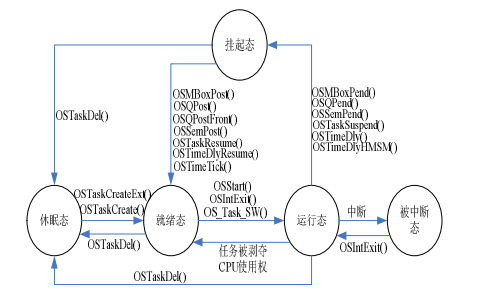 挂起态
OSMBoxPost()
OSQPost()
OSQPostFront()
OSSemPost()
OSTaskResume()
OSTimeDlyResume()
OSTimeTick()
OSMBoxPend()
OSQPend()
OSSemPend()
OSTaskSuspend()
OSTimeDly()
OSTimeDlyHMSM()
OSTaskDel()
休眠态
OSTaskCreateExt()
OSTaskCreate()
OSTaskDel()
就绪态
OSStart()
OSIntExit()
OS_Task_SW()
任务被剥夺
CPU使用权
运行态
中断
OSIntExit()
被中断
态
OSTaskDel()